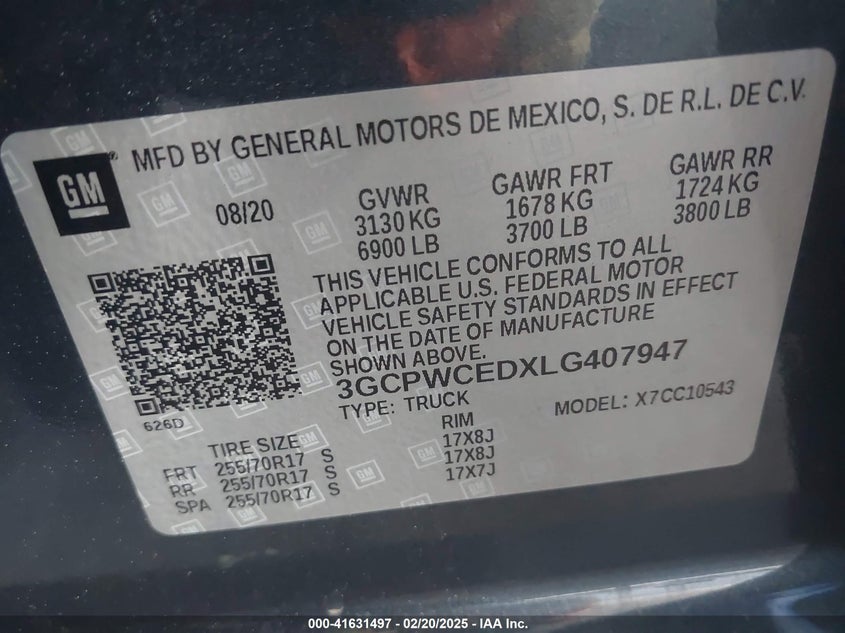 GM ® MFD BY GENERAL MOTORS DE MEXICO, S. DE R.L. DE C.V.
08/20
GVWR
3130 KG
6900 LB
GAWR FRT
1678 KG
3700 LB
GAWR RR
1724 KG
3800 LB
THIS VEHICLE CONFORMS TO ALL
APPLICABLE U.S. FEDERAL MOTOR
VEHICLE SAFETY STANDARDS IN EFFECT
ON THE DATE OF MANUFACTURE
SHOWN ABOVE.
3GCPWCEDXLG407947
TYPE: TRUCK MODEL: X7CC10543
626D
TIRE SIZE RIM
FRT 255/70R17 S 17X8J
RR 255/70R17 S 17X8J
SPA 255/70R17 S 17X7J
000-41631497 - 02/20/2025 - IAA Inc.